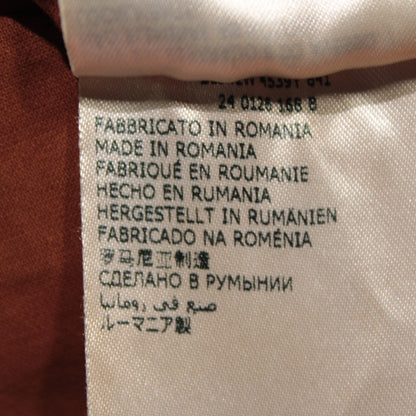 24 0126 166 B
FABBRICATO IN ROMANIA
MADE IN ROMANIA
FABRIQUÉ EN ROUMANIE
HECHO EN RUMANIA
HERGESTELLT IN RUMÄNIEN
FABRICADO NA ROMÉNIA
罗马尼亚制造
СДЕЛАНО В РУМЫНИИ
صنع في رومانيا
ルーマニア製